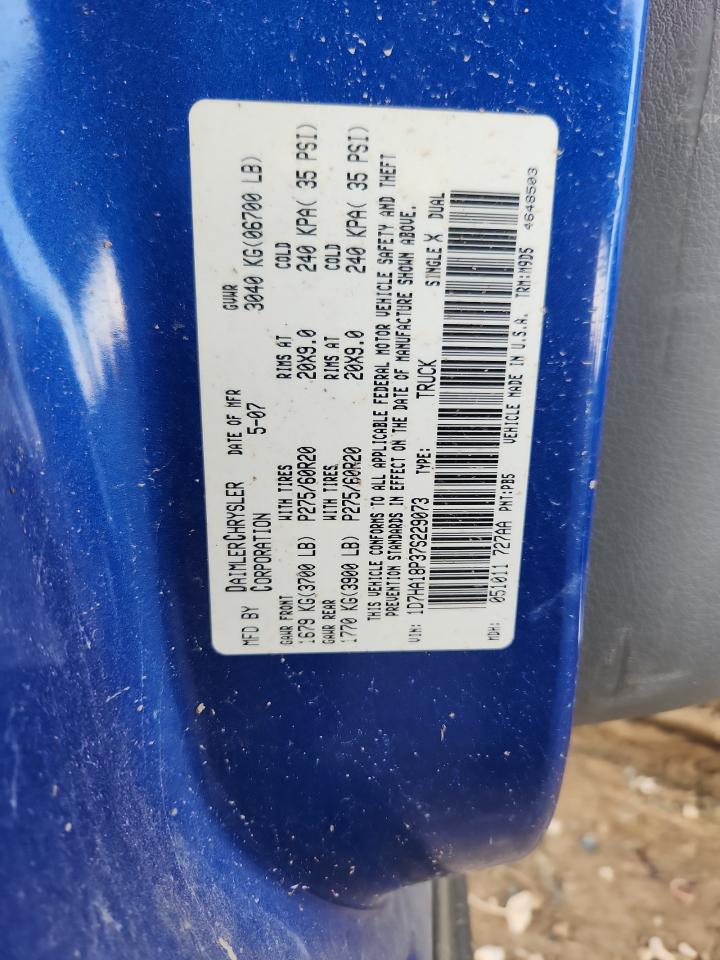 MFD BY DAIMLERCHRYSLER CORPORATION DATE OF MFR 5-07 GVWR 3040 KG(06700 LB)
GAWR FRONT WITH TIRES RIMS AT COLD
1679 KG(3700 LB) P275/60R20 20X9.0 240 KPA( 35 PSI)
GAWR REAR WITH TIRES RIMS AT COLD
1770 KG(3900 LB) P275/60R20 20X9.0 240 KPA( 35 PSI)
THIS VEHICLE CONFORMS TO ALL APPLICABLE FEDERAL MOTOR VEHICLE SAFETY AND THEFT
PREVENTION STANDARDS IN EFFECT ON THE DATE OF MANUFACTURE SHOWN ABOVE.
VIN: 1D7HA18P37S229073 TYPE: TRUCK SINGLE X DUAL
MDH: 051011 727AA PNT:PB5 VEHICLE MADE IN U.S.A. TRM:M9D5 4648503